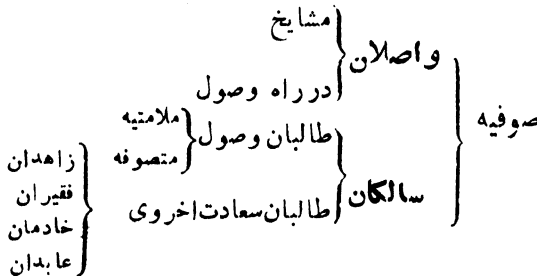 صوفیه
واصلان
مشایخ
در راه وصول
سالکان
طالبان وصول
ملامتیه
متصوفه
طالبان سعادت اخروی
زاهدان
فقیران
خادمان
عابدان